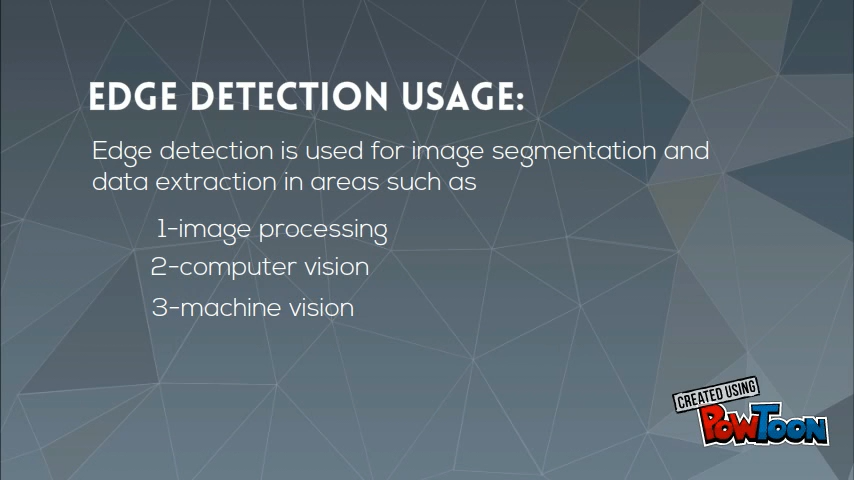 EDGE DETECTION USAGE:
Edge detection is used for image segmentation and
data extraction in areas such as
1-image processing
2-computer vision
3-machine vision
CREATED USING
POWTOON